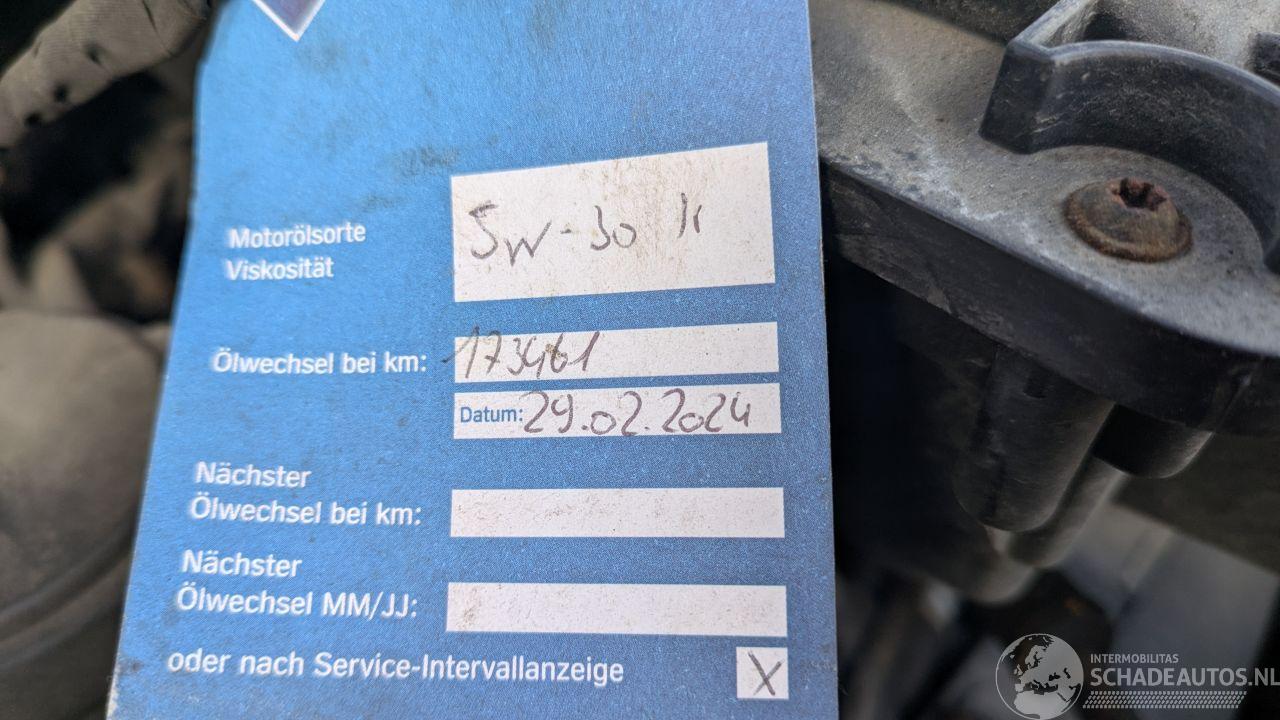 Motorölsorte
Viskosität
5W-30
Ölwechsel bei km: 173461
Datum: 29.02.2024
Nächster
Ölwechsel bei km:
Nächster
Ölwechsel MM/JJ:
oder nach Service-Intervallanzeige X
INTERMOBILITAS
SCHADEAUTOS.NL